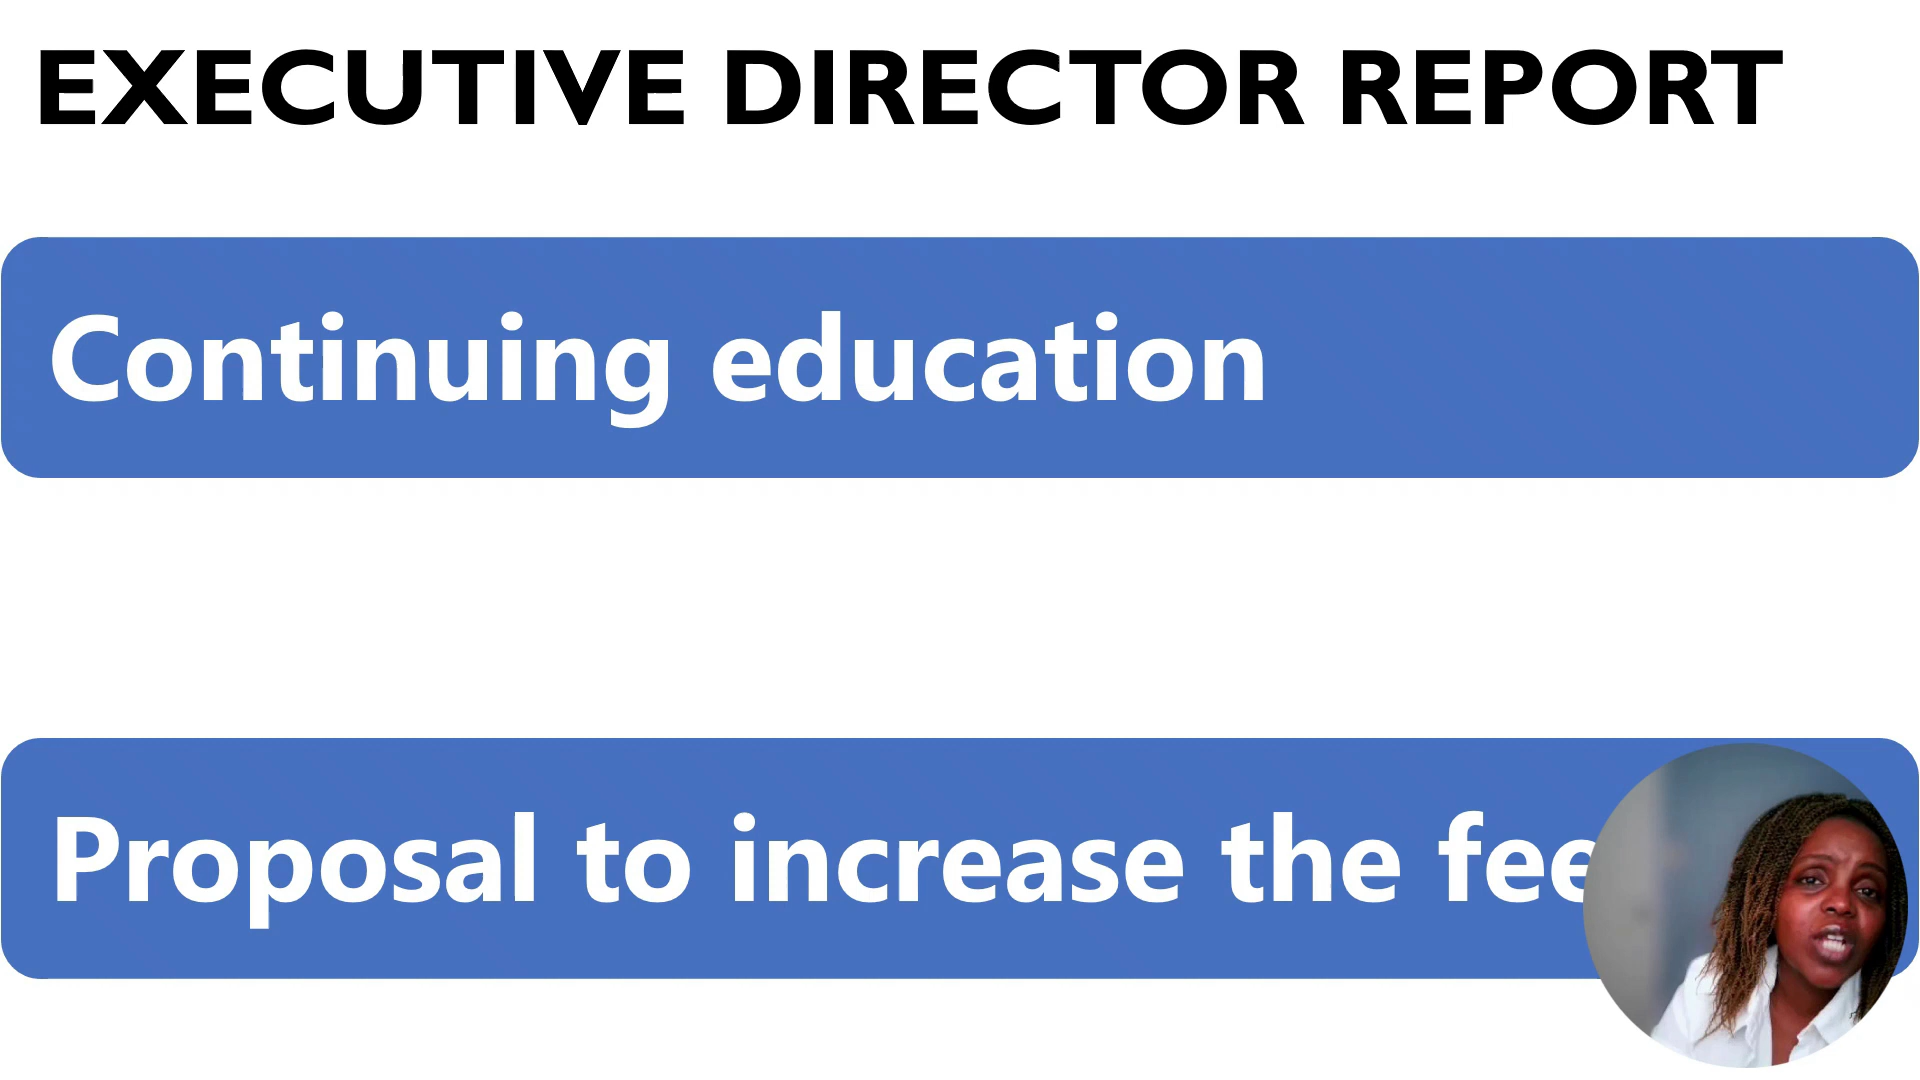 EXECUTIVE DIRECTOR REPORT
Continuing education
Proposal to increase the fee